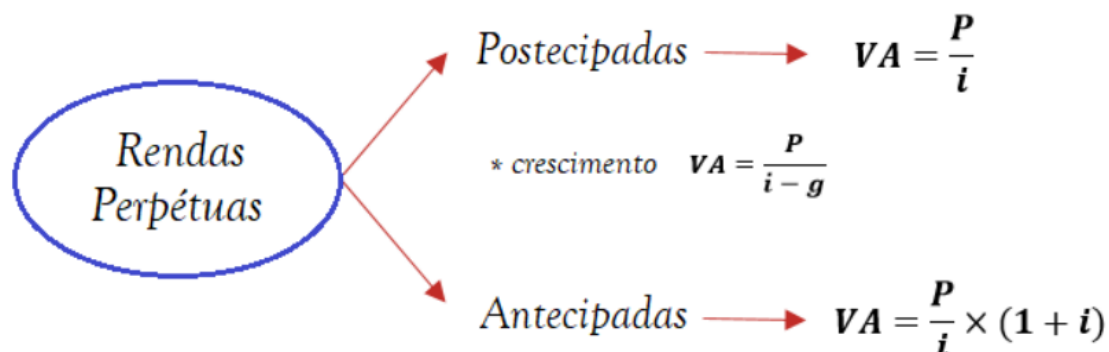 Rendas
Perpétuas
Postecipadas
VA = P/i
* crescimento VA = P/(i − g)
Antecipadas
VA = P/i × (1 + i)